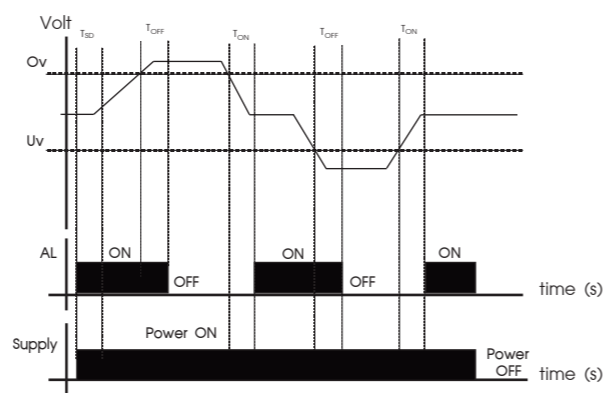 Volt
TSD TOFF TON TOFF TON
Ov
Uv
AL ON ON ON
OFF OFF
time (s)
Supply Power ON
Power OFF
time (s)